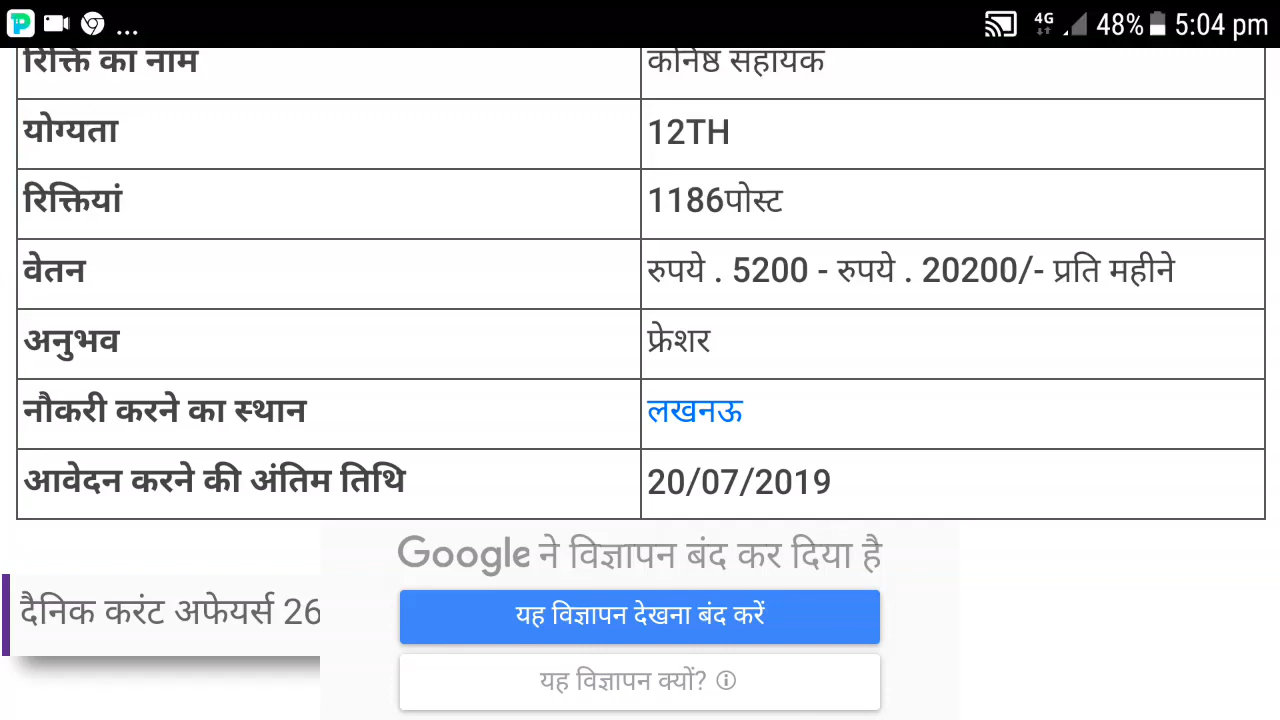 ... 4G 48% 5:04 pm
रिक्ति का नाम कनिष्ठ सहायक
योग्यता 12TH
रिक्तियां 1186पोस्ट
वेतन रुपये . 5200 - रुपये . 20200/- प्रति महीने
अनुभव फ्रेशर
नौकरी करने का स्थान लखनऊ
आवेदन करने की अंतिम तिथि 20/07/2019
Google ने विज्ञापन बंद कर दिया है
दैनिक करंट अफेयर्स 26
यह विज्ञापन देखना बंद करें
यह विज्ञापन क्यों?